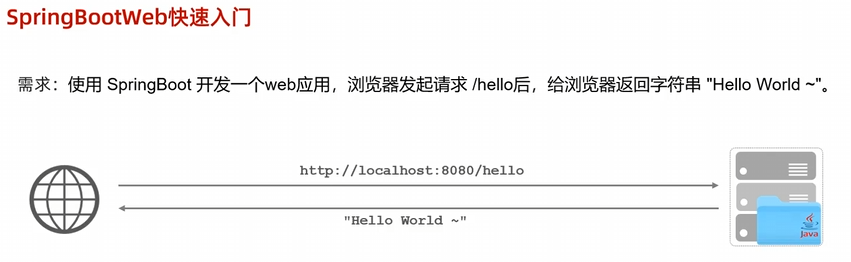 SpringBootWeb快速入门
需求：使用 SpringBoot 开发一个web应用，浏览器发起请求 /hello后，给浏览器返回字符串 "Hello World ~"。
http://localhost:8080/hello
"Hello World ~"
Java